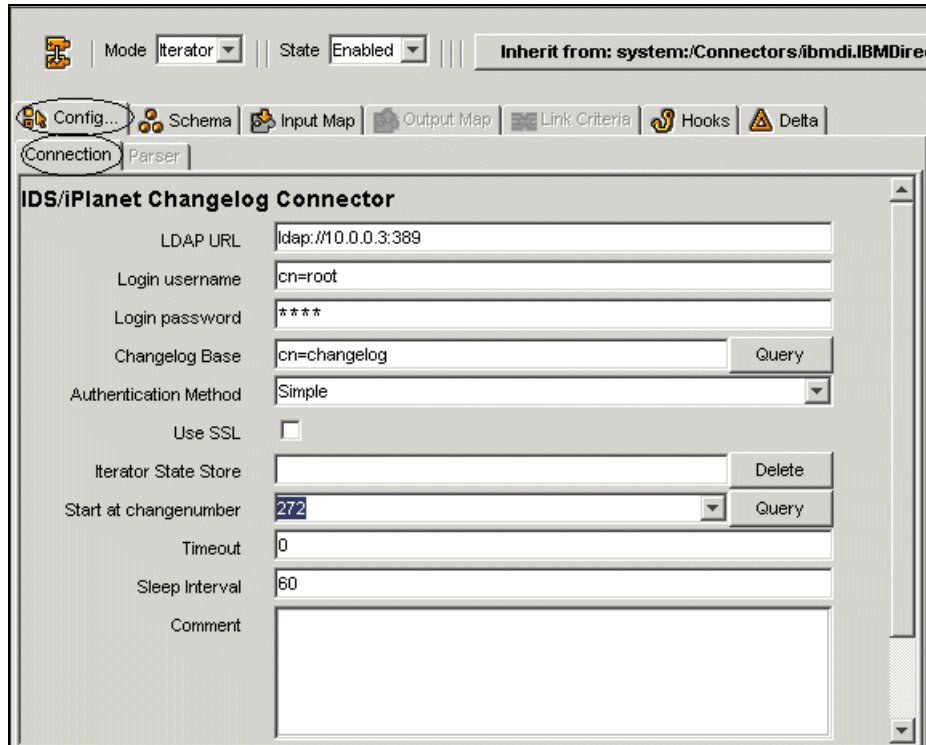 Mode Iterator State Enabled Inherit from: system:/Connectors/ibmdi.IBMDire
Config... Schema Input Map Output Map Link Criteria Hooks Delta
Connection Parser
IDS/iPlanet Changelog Connector
LDAP URL ldap://10.0.0.3:389
Login username cn=root
Login password ****
Changelog Base cn=changelog Query
Authentication Method Simple
Use SSL
Iterator State Store Delete
Start at changenumber 272 Query
Timeout 0
Sleep Interval 60
Comment